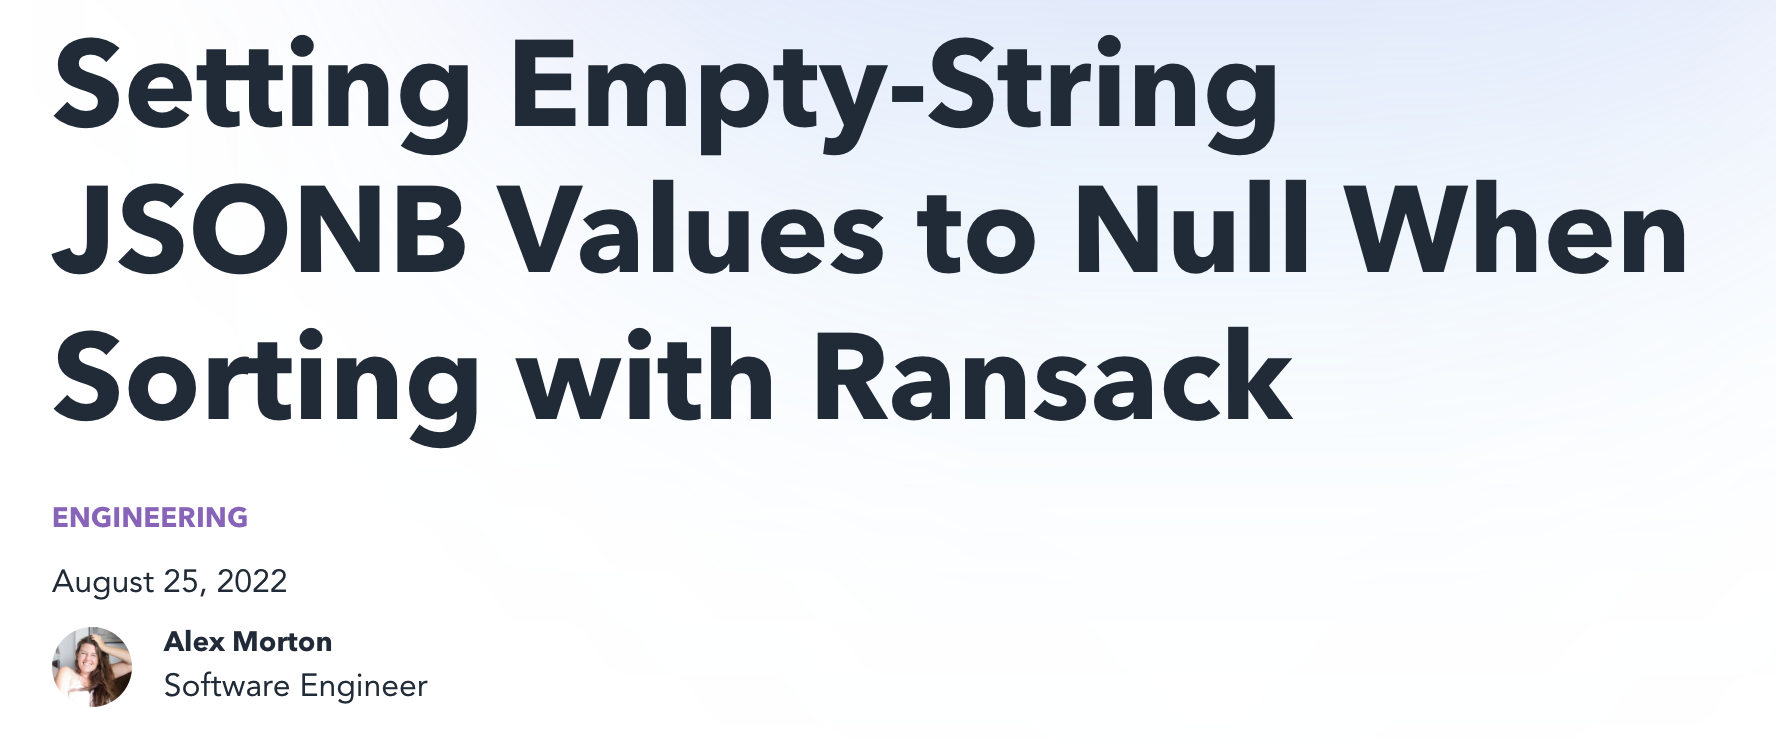 Setting Empty-String
JSONB Values to Null When
Sorting with Ransack
ENGINEERING
August 25, 2022
Alex Morton
Software Engineer